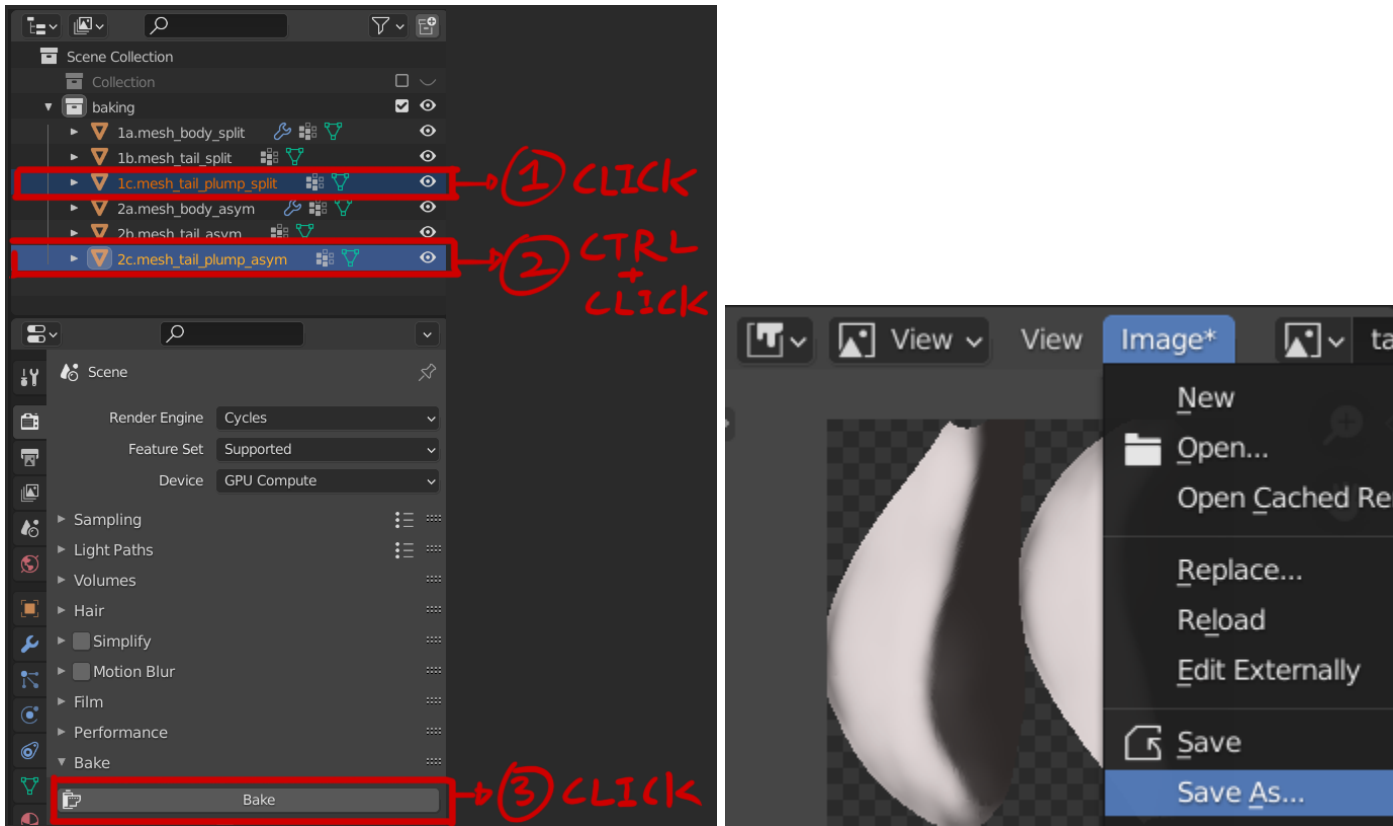 Scene Collection
Collection
baking
1a.mesh_body_split
1b.mesh_tail_split
1c.mesh_tail_plump_split
1 CLICK
2a.mesh_body_asym
2b.mesh_tail_asym
2c.mesh_tail_plump_asym
2 CTRL
+
CLICK
Scene
Render Engine Cycles
Feature Set Supported
Device GPU Compute
Sampling
Light Paths
Volumes
Hair
Simplify
Motion Blur
Film
Performance
Bake
Bake
3 CLICK
View View Image* ta
New
Open...
Open Cached Re
Replace...
Reload
Edit Externally
Save
Save As...